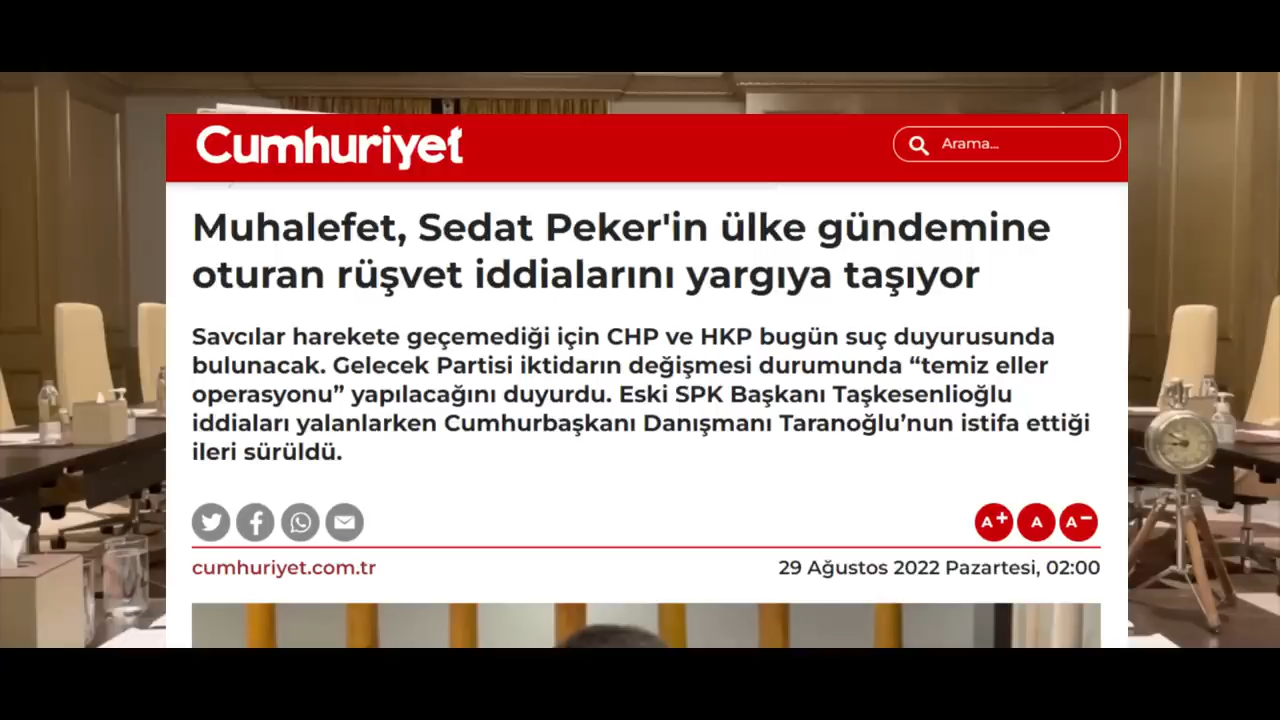 Cumhuriyet
Arama...
Muhalefet, Sedat Peker'in ülke gündemine
oturan rüşvet iddialarını yargıya taşıyor
Savcılar harekete geçemediği için CHP ve HKP bugün suç duyurusunda
bulunacak. Gelecek Partisi iktidarın değişmesi durumunda “temiz eller
operasyonu” yapılacağını duyurdu. Eski SPK Başkanı Taşkesenlioğlu
iddiaları yalanlarken Cumhurbaşkanı Danışmanı Taranoğlu’nun istifa ettiği
ileri sürüldü.
A+ A A-
cumhuriyet.com.tr
29 Ağustos 2022 Pazartesi, 02:00